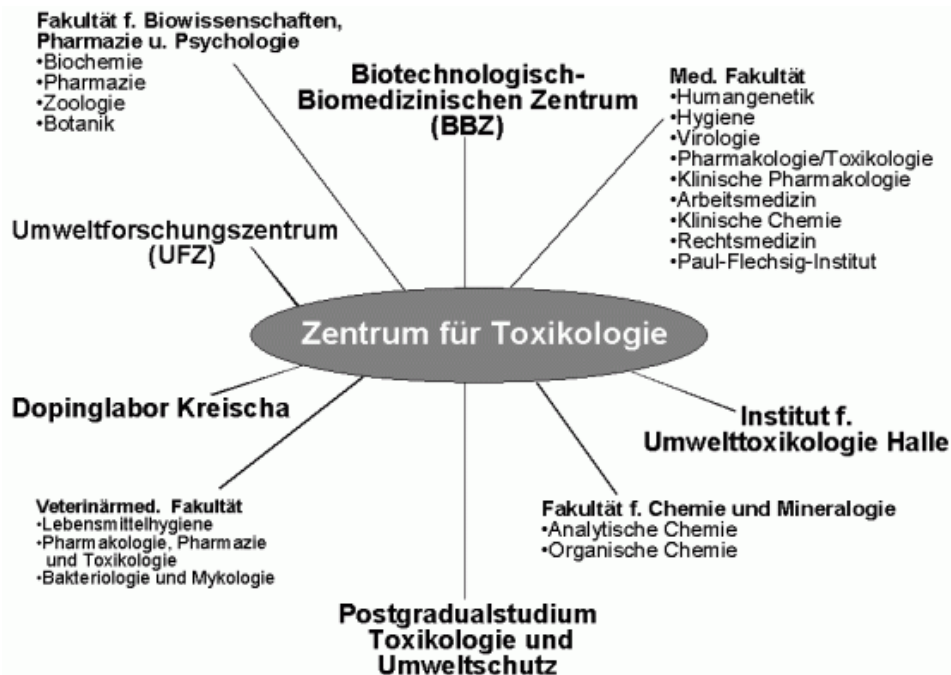 Fakultät f. Biowissenschaften,
Pharmazie u. Psychologie
•Biochemie
•Pharmazie
•Zoologie
•Botanik
Biotechnologisch-
Biomedizinischen Zentrum
(BBZ)
Med. Fakultät
•Humangenetik
•Hygiene
•Virologie
•Pharmakologie/Toxikologie
•Klinische Pharmakologie
•Arbeitsmedizin
•Klinische Chemie
•Rechtsmedizin
•Paul-Flechsig-Institut
Umweltforschungszentrum
(UFZ)
Zentrum für Toxikologie
Dopinglabor Kreischa
Institut f.
Umwelttoxikologie Halle
Veterinärmed. Fakultät
•Lebensmittelhygiene
•Pharmakologie, Pharmazie
und Toxikologie
•Bakteriologie und Mykologie
Fakultät f. Chemie und Mineralogie
•Analytische Chemie
•Organische Chemie
Postgradualstudium
Toxikologie und
Umweltschutz